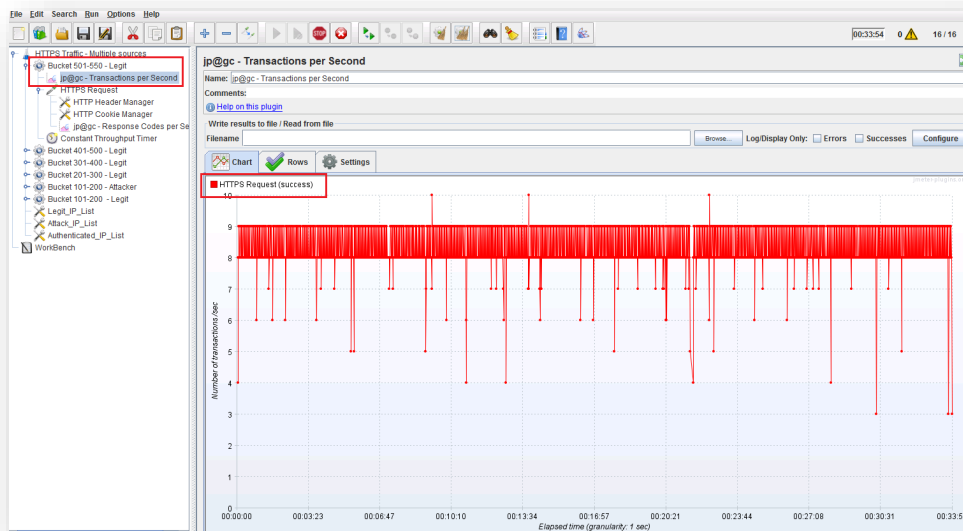 File Edit Search Run Options Help
STOP
00:33:54 0 16 / 16
HTTPS Traffic - Multiple sources
Bucket 501-550 - Legit
jp@gc - Transactions per Second
HTTPS Request
HTTP Header Manager
HTTP Cookie Manager
jp@gc - Response Codes per Se
Constant Throughput Timer
Bucket 401-500 - Legit
Bucket 301-400 - Legit
Bucket 201-300 - Legit
Bucket 101-200 - Attacker
Bucket 101-200 - Legit
Legit_IP_List
Attack_IP_List
Authenticated_IP_List
WorkBench
jp@gc - Transactions per Second
Name: jp@gc - Transactions per Second
Comments:
Help on this plugin
Write results to file / Read from file
Filename Browse... Log/Display Only: Errors Successes Configure
Chart Rows Settings
HTTPS Request (success)
10
9
8
7
6
5
4
3
2
1
0
Number of transactions /sec
00:00:00 00:03:23 00:06:47 00:10:10 00:13:34 00:16:57 00:20:21 00:23:44 00:27:08 00:30:31 00:33:5
Elapsed time (granularity: 1 sec)